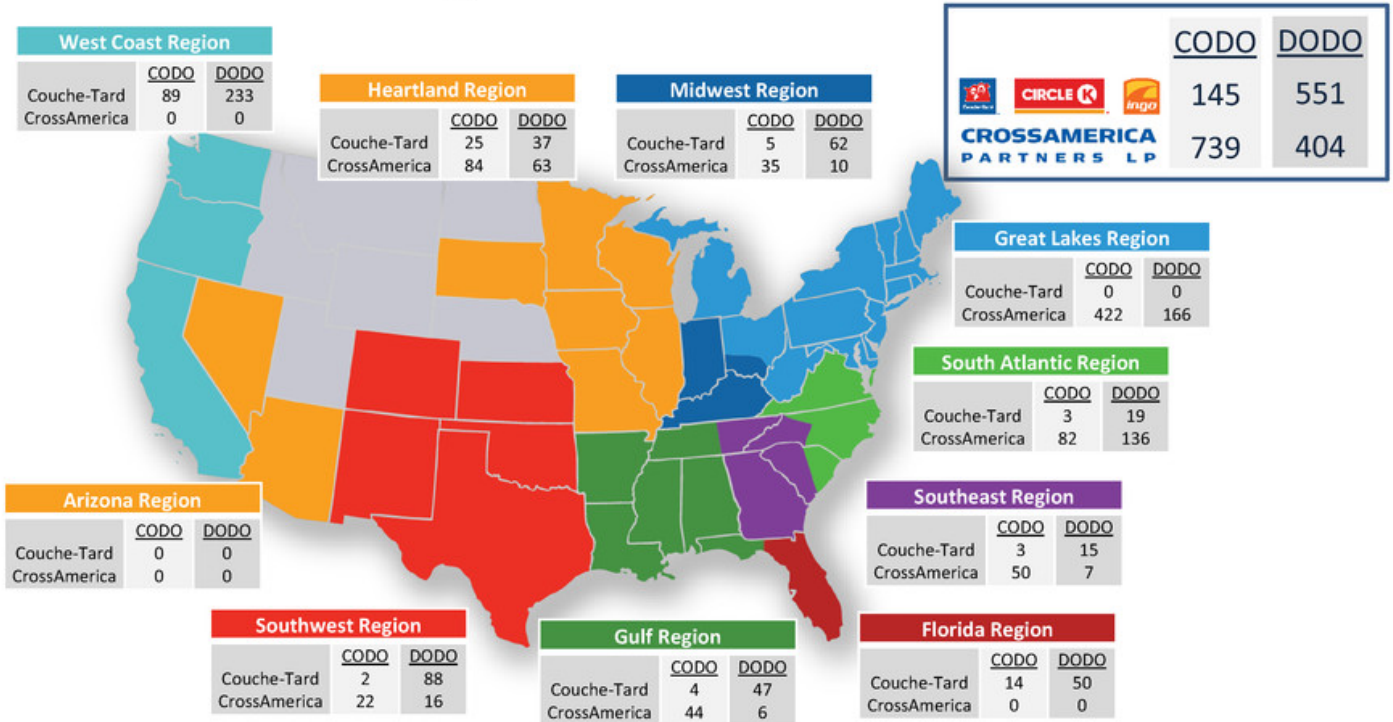 West Coast Region
CODO DODO
Couche-Tard 89 233
CrossAmerica 0 0
Heartland Region
CODO DODO
Couche-Tard 25 37
CrossAmerica 84 63
Midwest Region
CODO DODO
Couche-Tard 5 62
CrossAmerica 35 10
CODO DODO
Couche-Tard CIRCLE K ingo 145 551
CROSSAMERICA
PARTNERS LP 739 404
Great Lakes Region
CODO DODO
Couche-Tard 0 0
CrossAmerica 422 166
South Atlantic Region
CODO DODO
Couche-Tard 3 19
CrossAmerica 82 136
Arizona Region
CODO DODO
Couche-Tard 0 0
CrossAmerica 0 0
Southeast Region
CODO DODO
Couche-Tard 3 15
CrossAmerica 50 7
Southwest Region
CODO DODO
Couche-Tard 2 88
CrossAmerica 22 16
Gulf Region
CODO DODO
Couche-Tard 4 47
CrossAmerica 44 6
Florida Region
CODO DODO
Couche-Tard 14 50
CrossAmerica 0 0